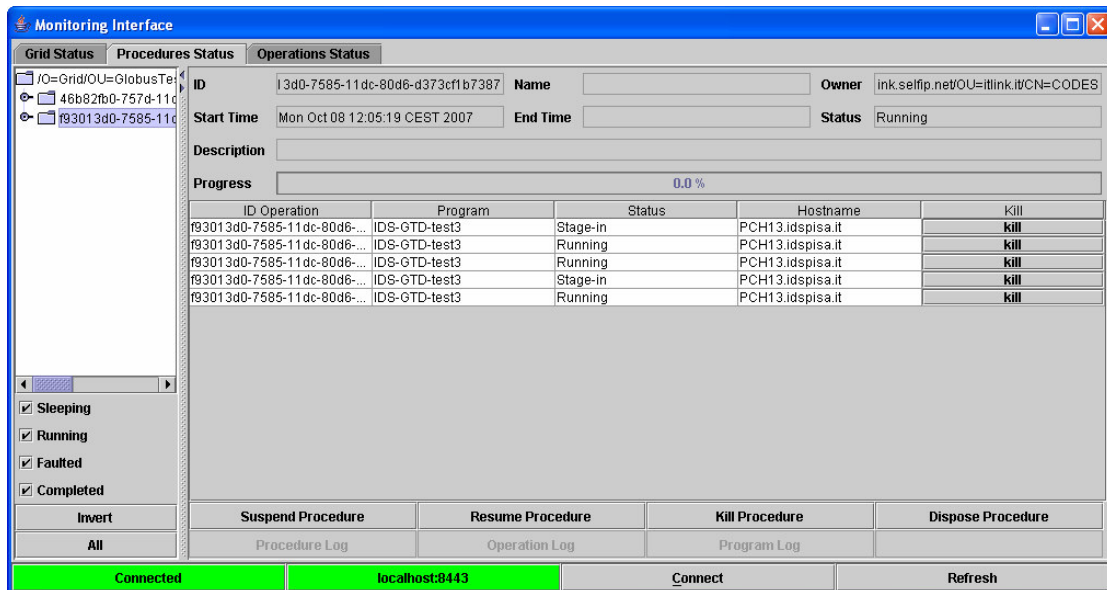 Monitoring Interface
Grid Status Procedures Status Operations Status
/O=Grid/OU=GlobusTes
46b82fb0-757d-11c
f93013d0-7585-11c
ID 3d0-7585-11dc-80d6-d373cf1b7387 Name Owner ink.selfip.net/OU=itlink.it/CN=CODES
Start Time Mon Oct 08 12:05:19 CEST 2007 End Time Status Running
Description
Progress 0.0 %
ID Operation Program Status Hostname Kill
f93013d0-7585-11dc-80d6-... IDS-GTD-test3 Stage-in PCH13.idspisa.it kill
f93013d0-7585-11dc-80d6-... IDS-GTD-test3 Running PCH13.idspisa.it kill
f93013d0-7585-11dc-80d6-... IDS-GTD-test3 Running PCH13.idspisa.it kill
f93013d0-7585-11dc-80d6-... IDS-GTD-test3 Stage-in PCH13.idspisa.it kill
f93013d0-7585-11dc-80d6-... IDS-GTD-test3 Running PCH13.idspisa.it kill
Sleeping
Running
Faulted
Completed
Invert
All
Suspend Procedure Resume Procedure Kill Procedure Dispose Procedure
Procedure Log Operation Log Program Log
Connected localhost:8443 Connect Refresh